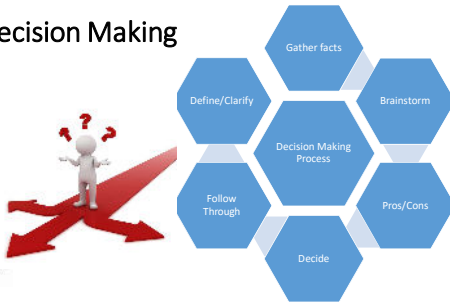 ecision Making
Gather facts
Define/Clarify
Brainstorm
Decision Making
Process
Follow
Through
Pros/Cons
Decide
? ? ?